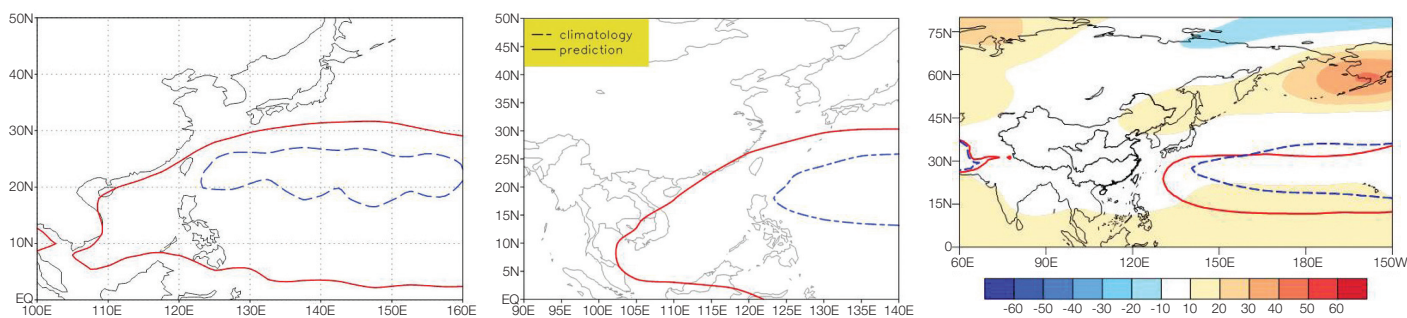 50N
40N
30N
20N
10N
EQ
100E 110E 120E 130E 140E 150E 160E
50N
45N
40N
35N
30N
25N
20N
15N
10N
5N
EQ
90E 95E 100E 105E 110E 115E 120E 125E 130E 135E 140E
climatology
prediction
75N
60N
45N
30N
15N
0
60E 90E 120E 150E 180E 150W
-60 -50 -40 -30 -20 -10 10 20 30 40 50 60